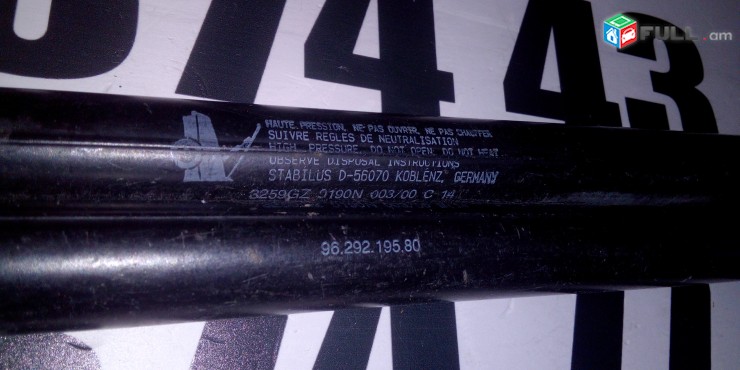 FULL.am
74 43
HAUTE PRESSION, NE PAS OUVRIR, NE PAS CHAUFFER
SUIVRE REGLES DE NEUTRALISATION
HIGH PRESSURE, DO NOT OPEN, DO NOT HEAT
OBSERVE DISPOSAL INSTRUCTIONS
STABILUS D-56070 KOBLENZ, GERMANY
3259GZ 0190N 003/00 C 14
96.292.195.80